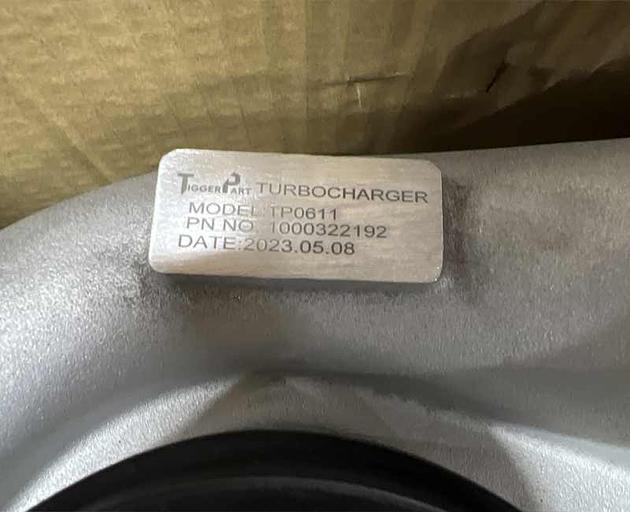 TIGGERPART TURBOCHARGER
MODEL TP0611
PN NO. 1000322192
DATE:2023.05.08